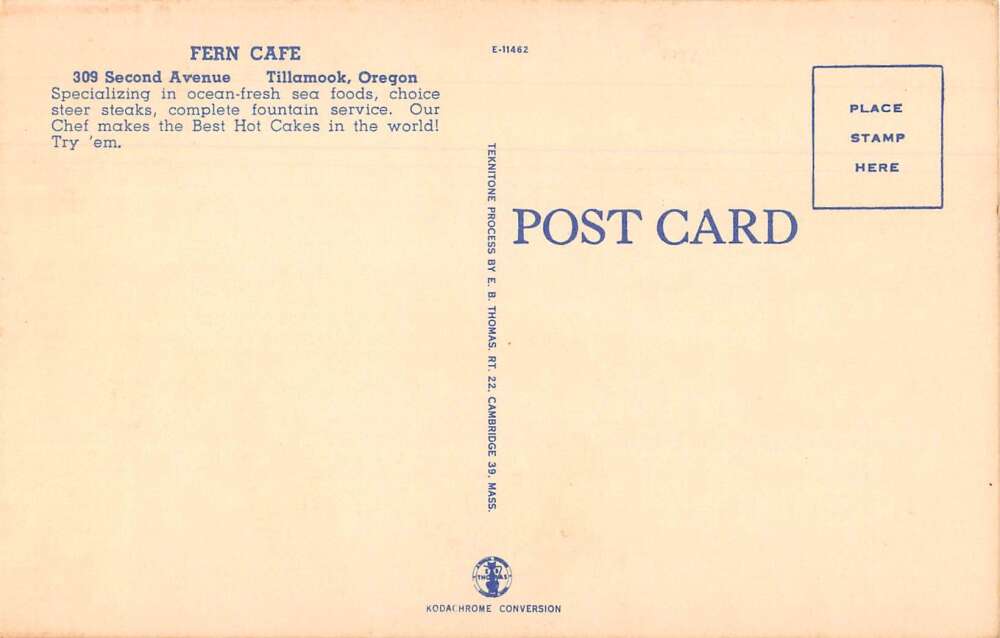 FERN CAFE
309 Second Avenue Tillamook, Oregon
Specializing in ocean-fresh sea foods, choice
steer steaks, complete fountain service. Our
Chef makes the Best Hot Cakes in the world!
Try 'em.
E-11462
TEKNITONE PROCESS BY E. B. THOMAS, RT. 22, CAMBRIDGE 39, MASS.
PLACE
STAMP
HERE
POST CARD
THOMAS
KODACHROME CONVERSION